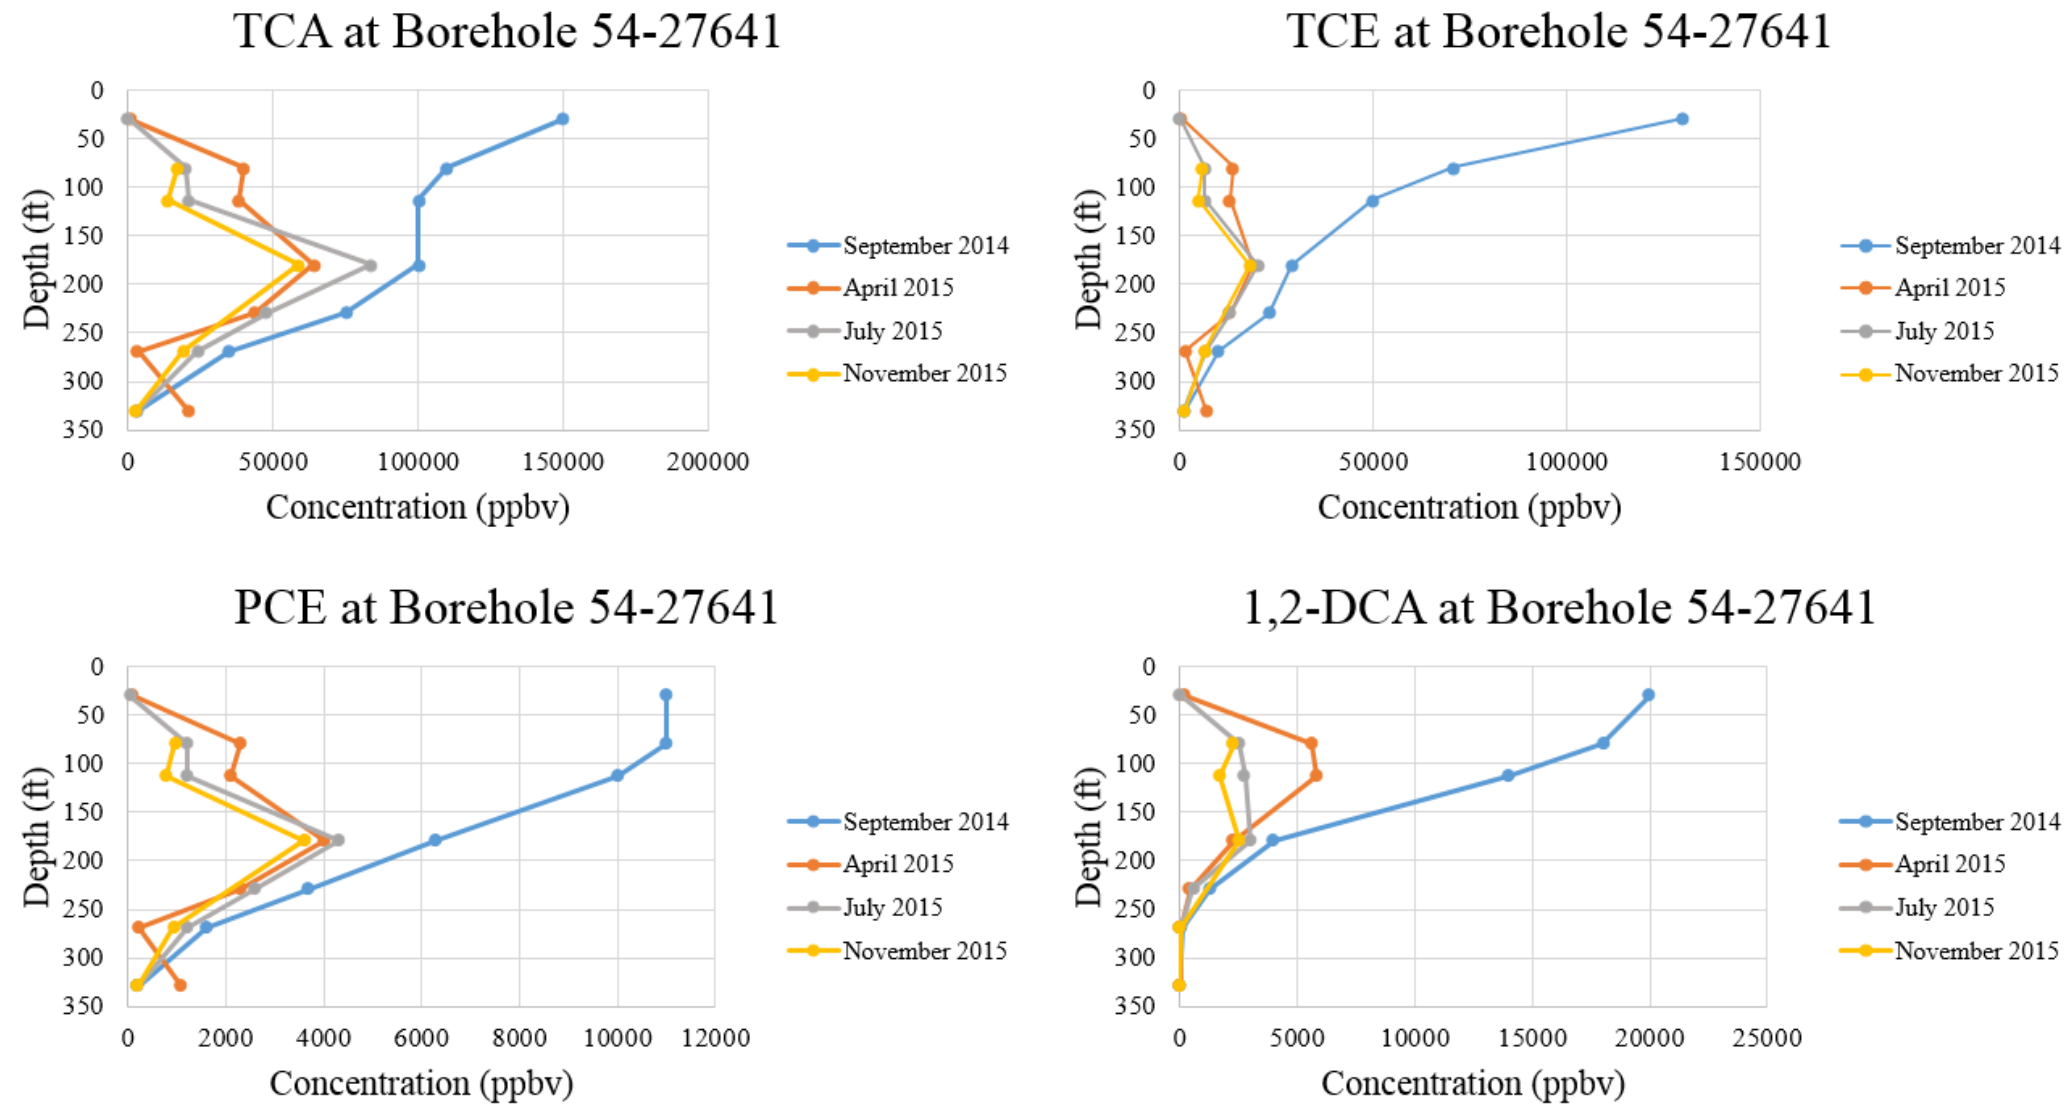 TCA at Borehole 54-27641
0
50
100
150
200
250
300
350
Depth (ft)
0 50000 100000 150000 200000
Concentration (ppbv)
September 2014
April 2015
July 2015
November 2015
TCE at Borehole 54-27641
0
50
100
150
200
250
300
350
Depth (ft)
0 50000 100000 150000
Concentration (ppbv)
September 2014
April 2015
July 2015
November 2015
PCE at Borehole 54-27641
0
50
100
150
200
250
300
350
Depth (ft)
0 2000 4000 6000 8000 10000 12000
Concentration (ppbv)
September 2014
April 2015
July 2015
November 2015
1,2-DCA at Borehole 54-27641
0
50
100
150
200
250
300
350
Depth (ft)
0 5000 10000 15000 20000 25000
Concentration (ppbv)
September 2014
April 2015
July 2015
November 2015